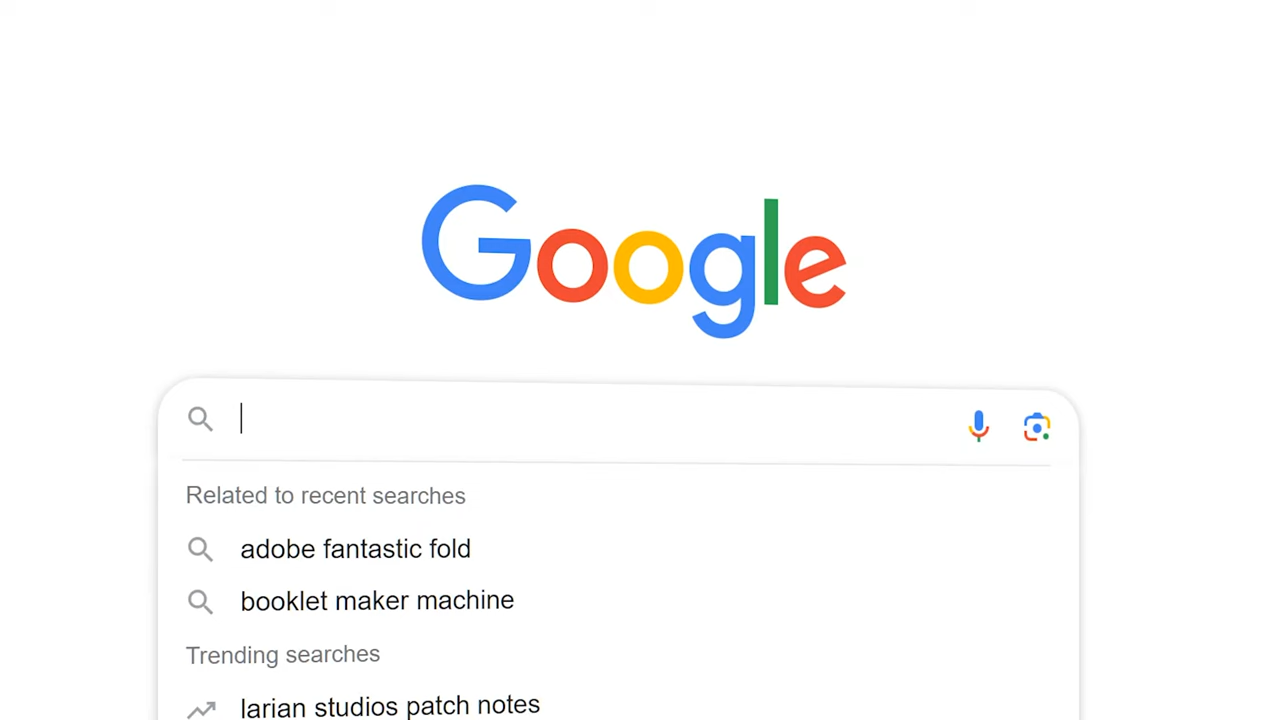 Google
Related to recent searches
adobe fantastic fold
booklet maker machine
Trending searches
larian studios patch notes